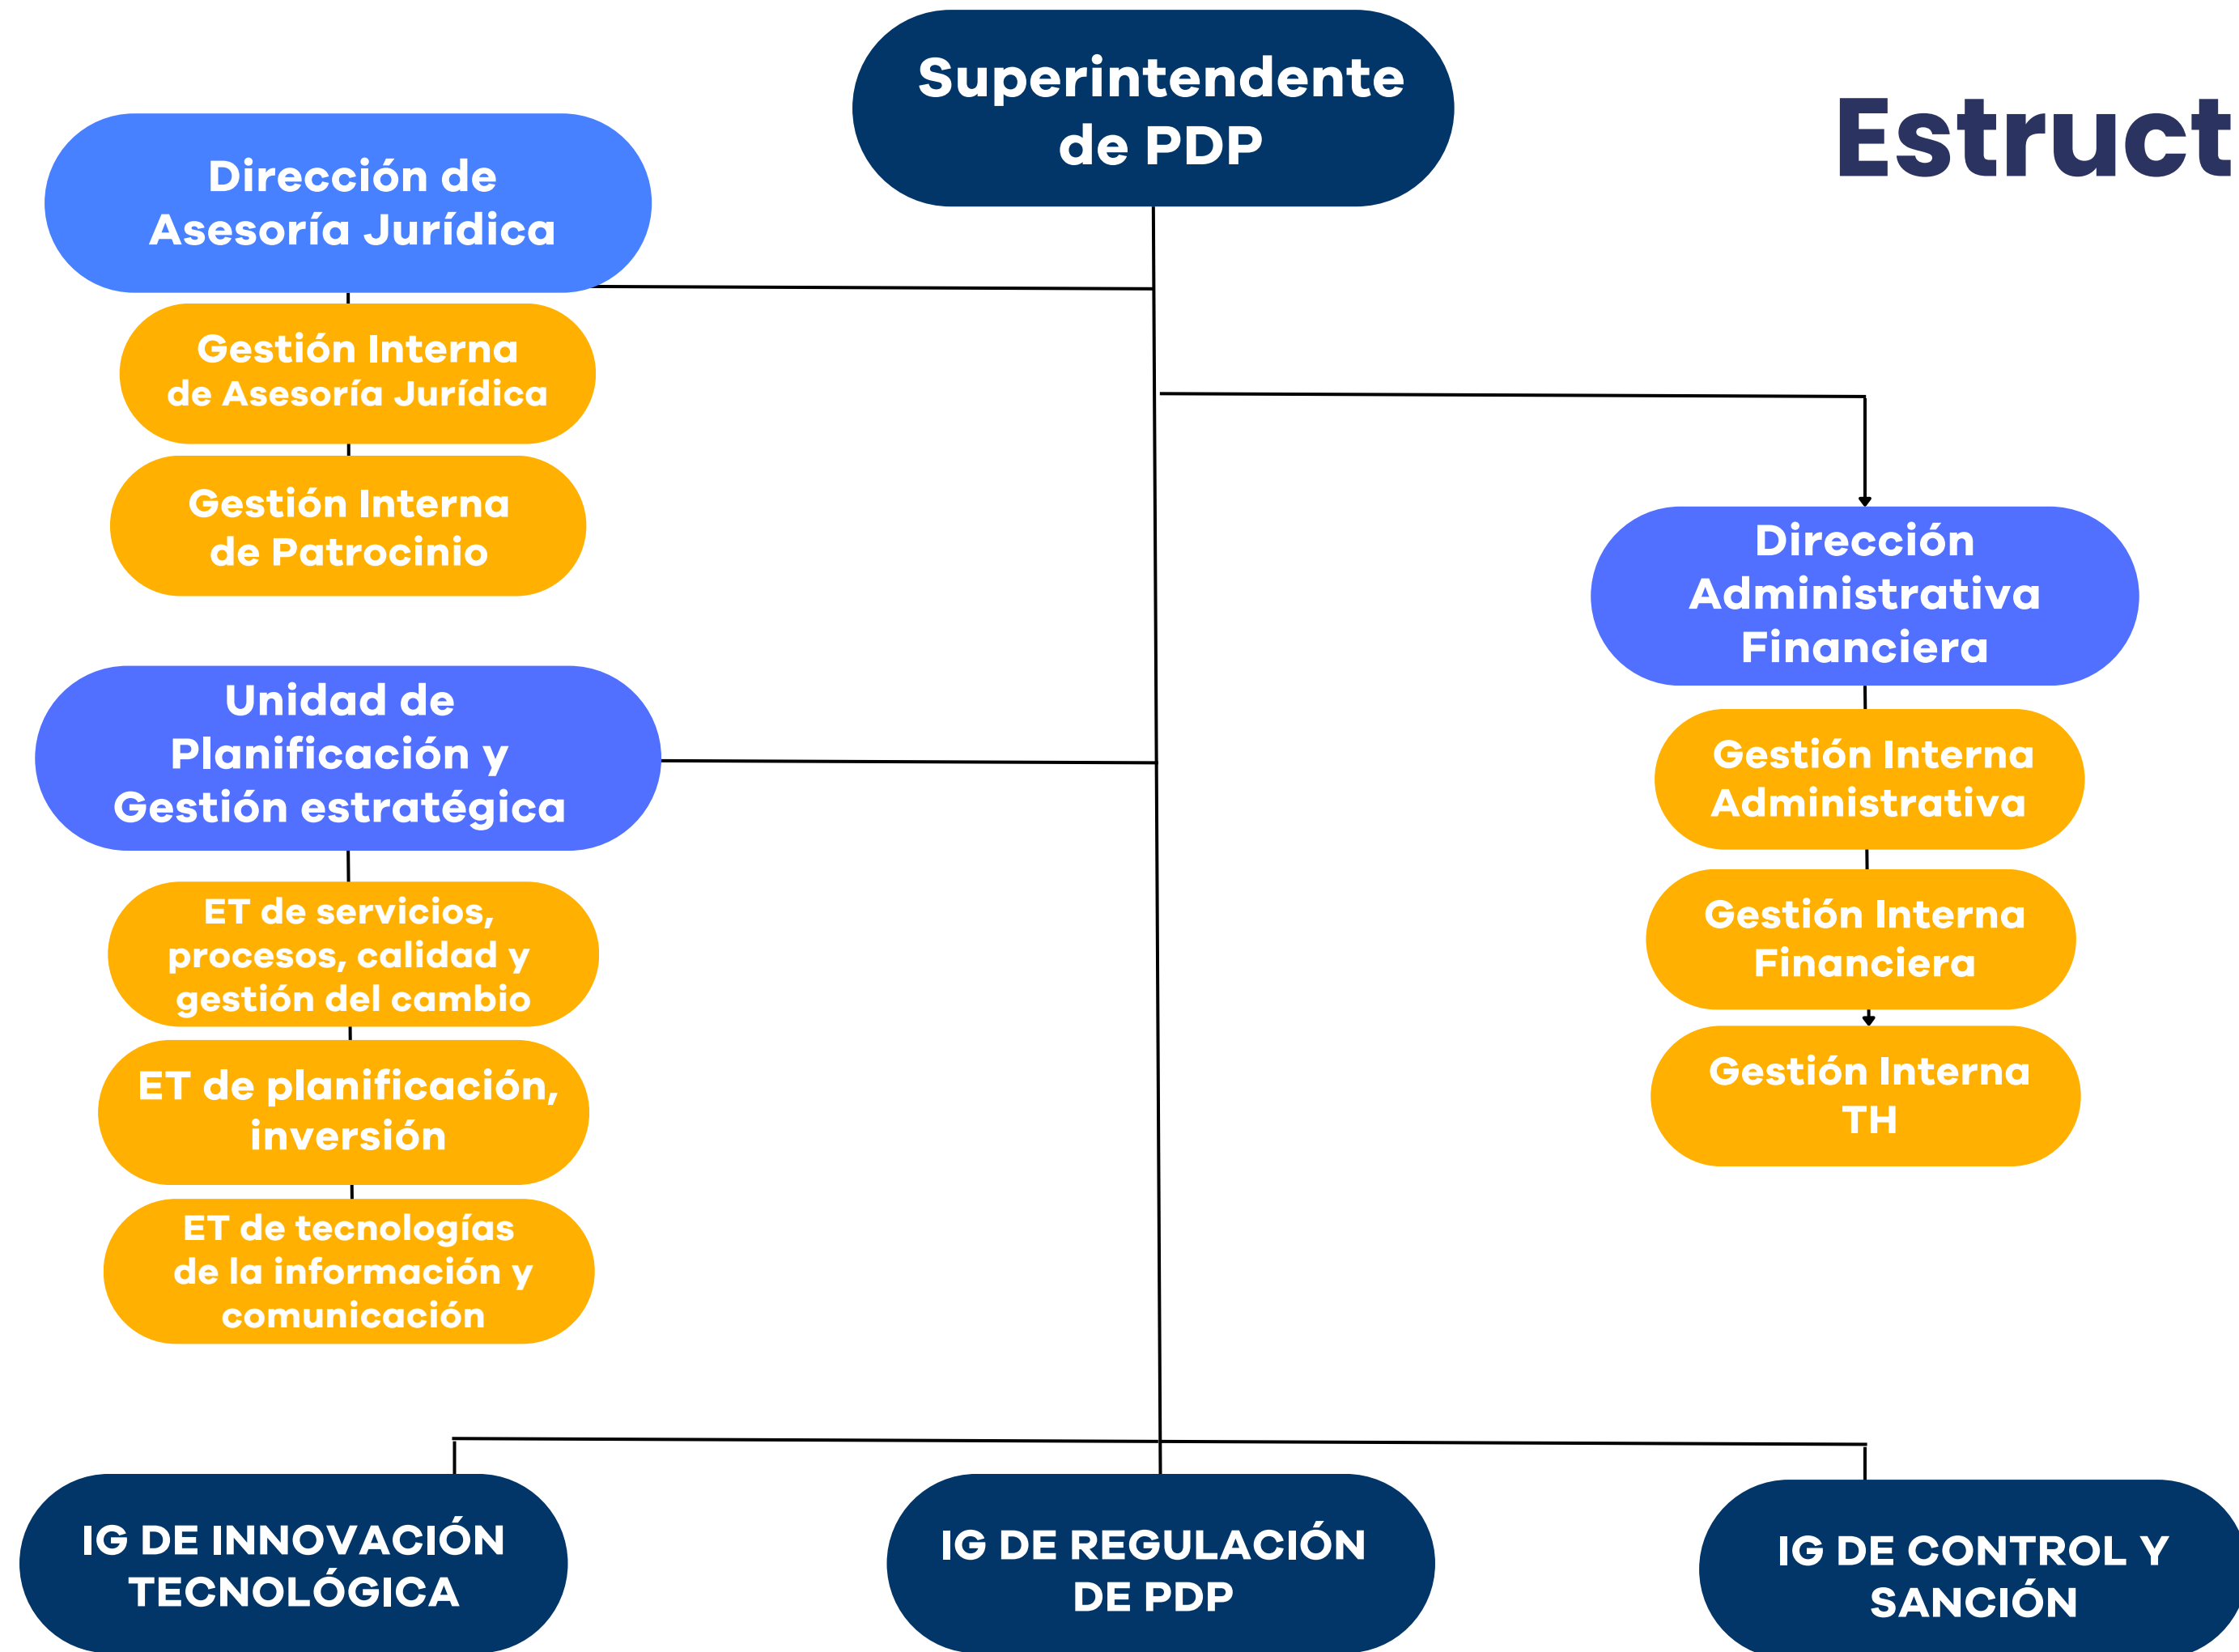 Superintendente
de PDP
Estruct
Dirección de
Asesoría Jurídica
Gestión Interna
de Asesoría Jurídica
Gestión Interna
de Patrocinio
Unidad de
Planificación y
Gestión estratégica
ET de servicios,
procesos, calidad y
gestión del cambio
ET de planificación,
inversión
ET de tecnologías
de la información y
comunicación
Dirección
Administrativa
Financiera
Gestión Interna
Administrativa
Gestión Interna
Financiera
Gestión Interna
TH
IG DE INNOVACIÓN
TECNOLÓGICA
IG DE REGULACIÓN
DE PDP
IG DE CONTROL Y
SANCIÓN